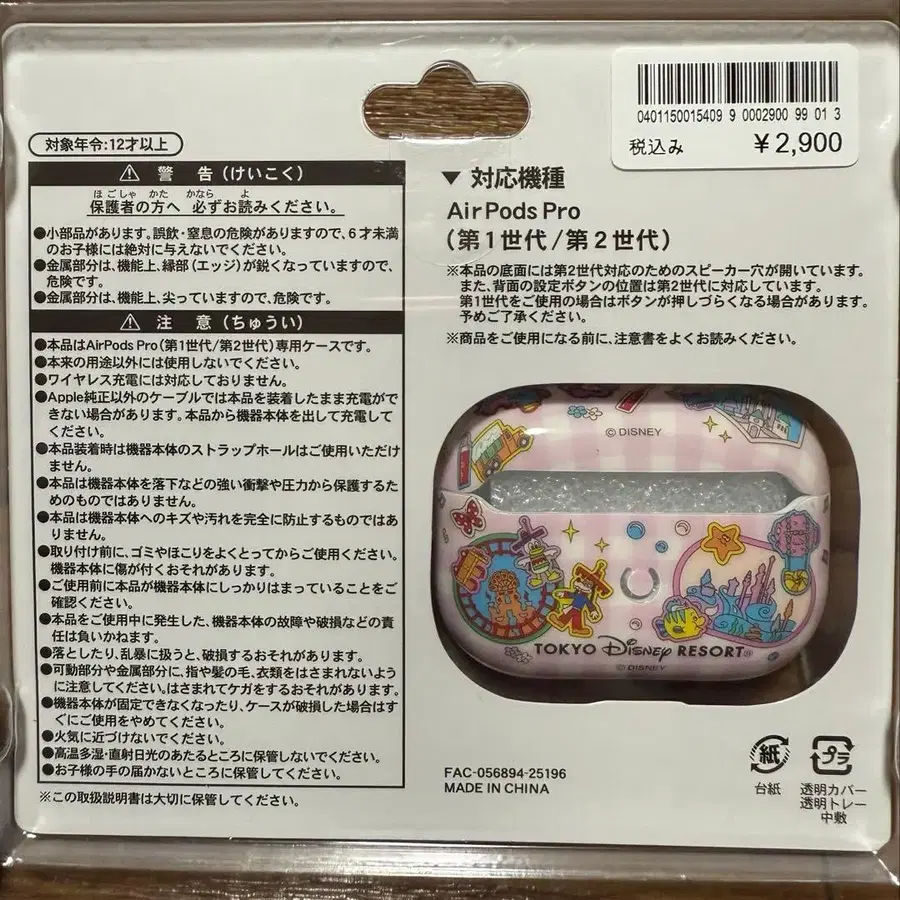 0401150015409 9 0002900 99 01 3
税込み ￥2,900
対象年令:12才以上
⚠ 警 告(けいこく)
ほごしゃ かた かなら よ
保護者の方へ 必ずお読みください。
●小部品があります。誤飲・窒息の危険がありますので、6才未満
のお子様には絶対に与えないでください。
●金属部分は、機能上、縁部(エッジ)が鋭くなっていますので、
危険です。
●金属部分は、機能上、尖っていますので、危険です。
⚠ 注 意(ちゅうい)
●本品はAirPods Pro(第1世代/第2世代)専用ケースです。
●本来の用途以外には使用しないでください。
●ワイヤレス充電には対応しておりません。
●Apple純正以外のケーブルでは本品を装着したまま充電がで
きない場合があります。本品から機器本体を出して充電して
ください。
●本品装着時は機器本体のストラップホールはご使用いただけ
ません。
●本品は機器本体を落下などの強い衝撃や圧力から保護するた
めのものではありません。
●本品は機器本体へのキズや汚れを完全に防止するものではあ
りません。
●取り付け前に、ゴミやほこりをよくとってからご使用ください。
機器本体に傷が付くおそれがあります。
●ご使用前に本品が機器本体にしっかりはまっていることをご
確認ください。
●本品をご使用中に発生した、機器本体の故障や破損などの責
任は負いかねます。
●落としたり、乱暴に扱うと、破損するおそれがあります。
●可動部分や金属部分に、指や髪の毛、衣類をはさまれないよう
に注意してください。はさまれてケガをするおそれがあります。
●機器本体が固定できなくなったり、ケースが破損した場合はす
ぐにご使用をやめてください。
●火気に近づけないでください。
●高温多湿・直射日光のあたるところに保管しないでください。
●お子様の手の届かないところに保管してください。
※この取扱説明書は大切に保管してください。
▼ 対応機種
AirPods Pro
(第1世代/第2世代)
※本品の底面には第2世代対応のためのスピーカー穴が開いています。
また、背面の設定ボタンの位置は第2世代に対応しています。
第1世代をご使用の場合はボタンが押しづらくなる場合があります。
予めご了承ください。
※商品をご使用になる前に、注意書をよくお読みください。
© DISNEY
TOKYO Disney RESORT®
© DISNEY
FAC-056894-25196
MADE IN CHINA
紙
台紙
プラ
透明カバー
透明トレー
中敷